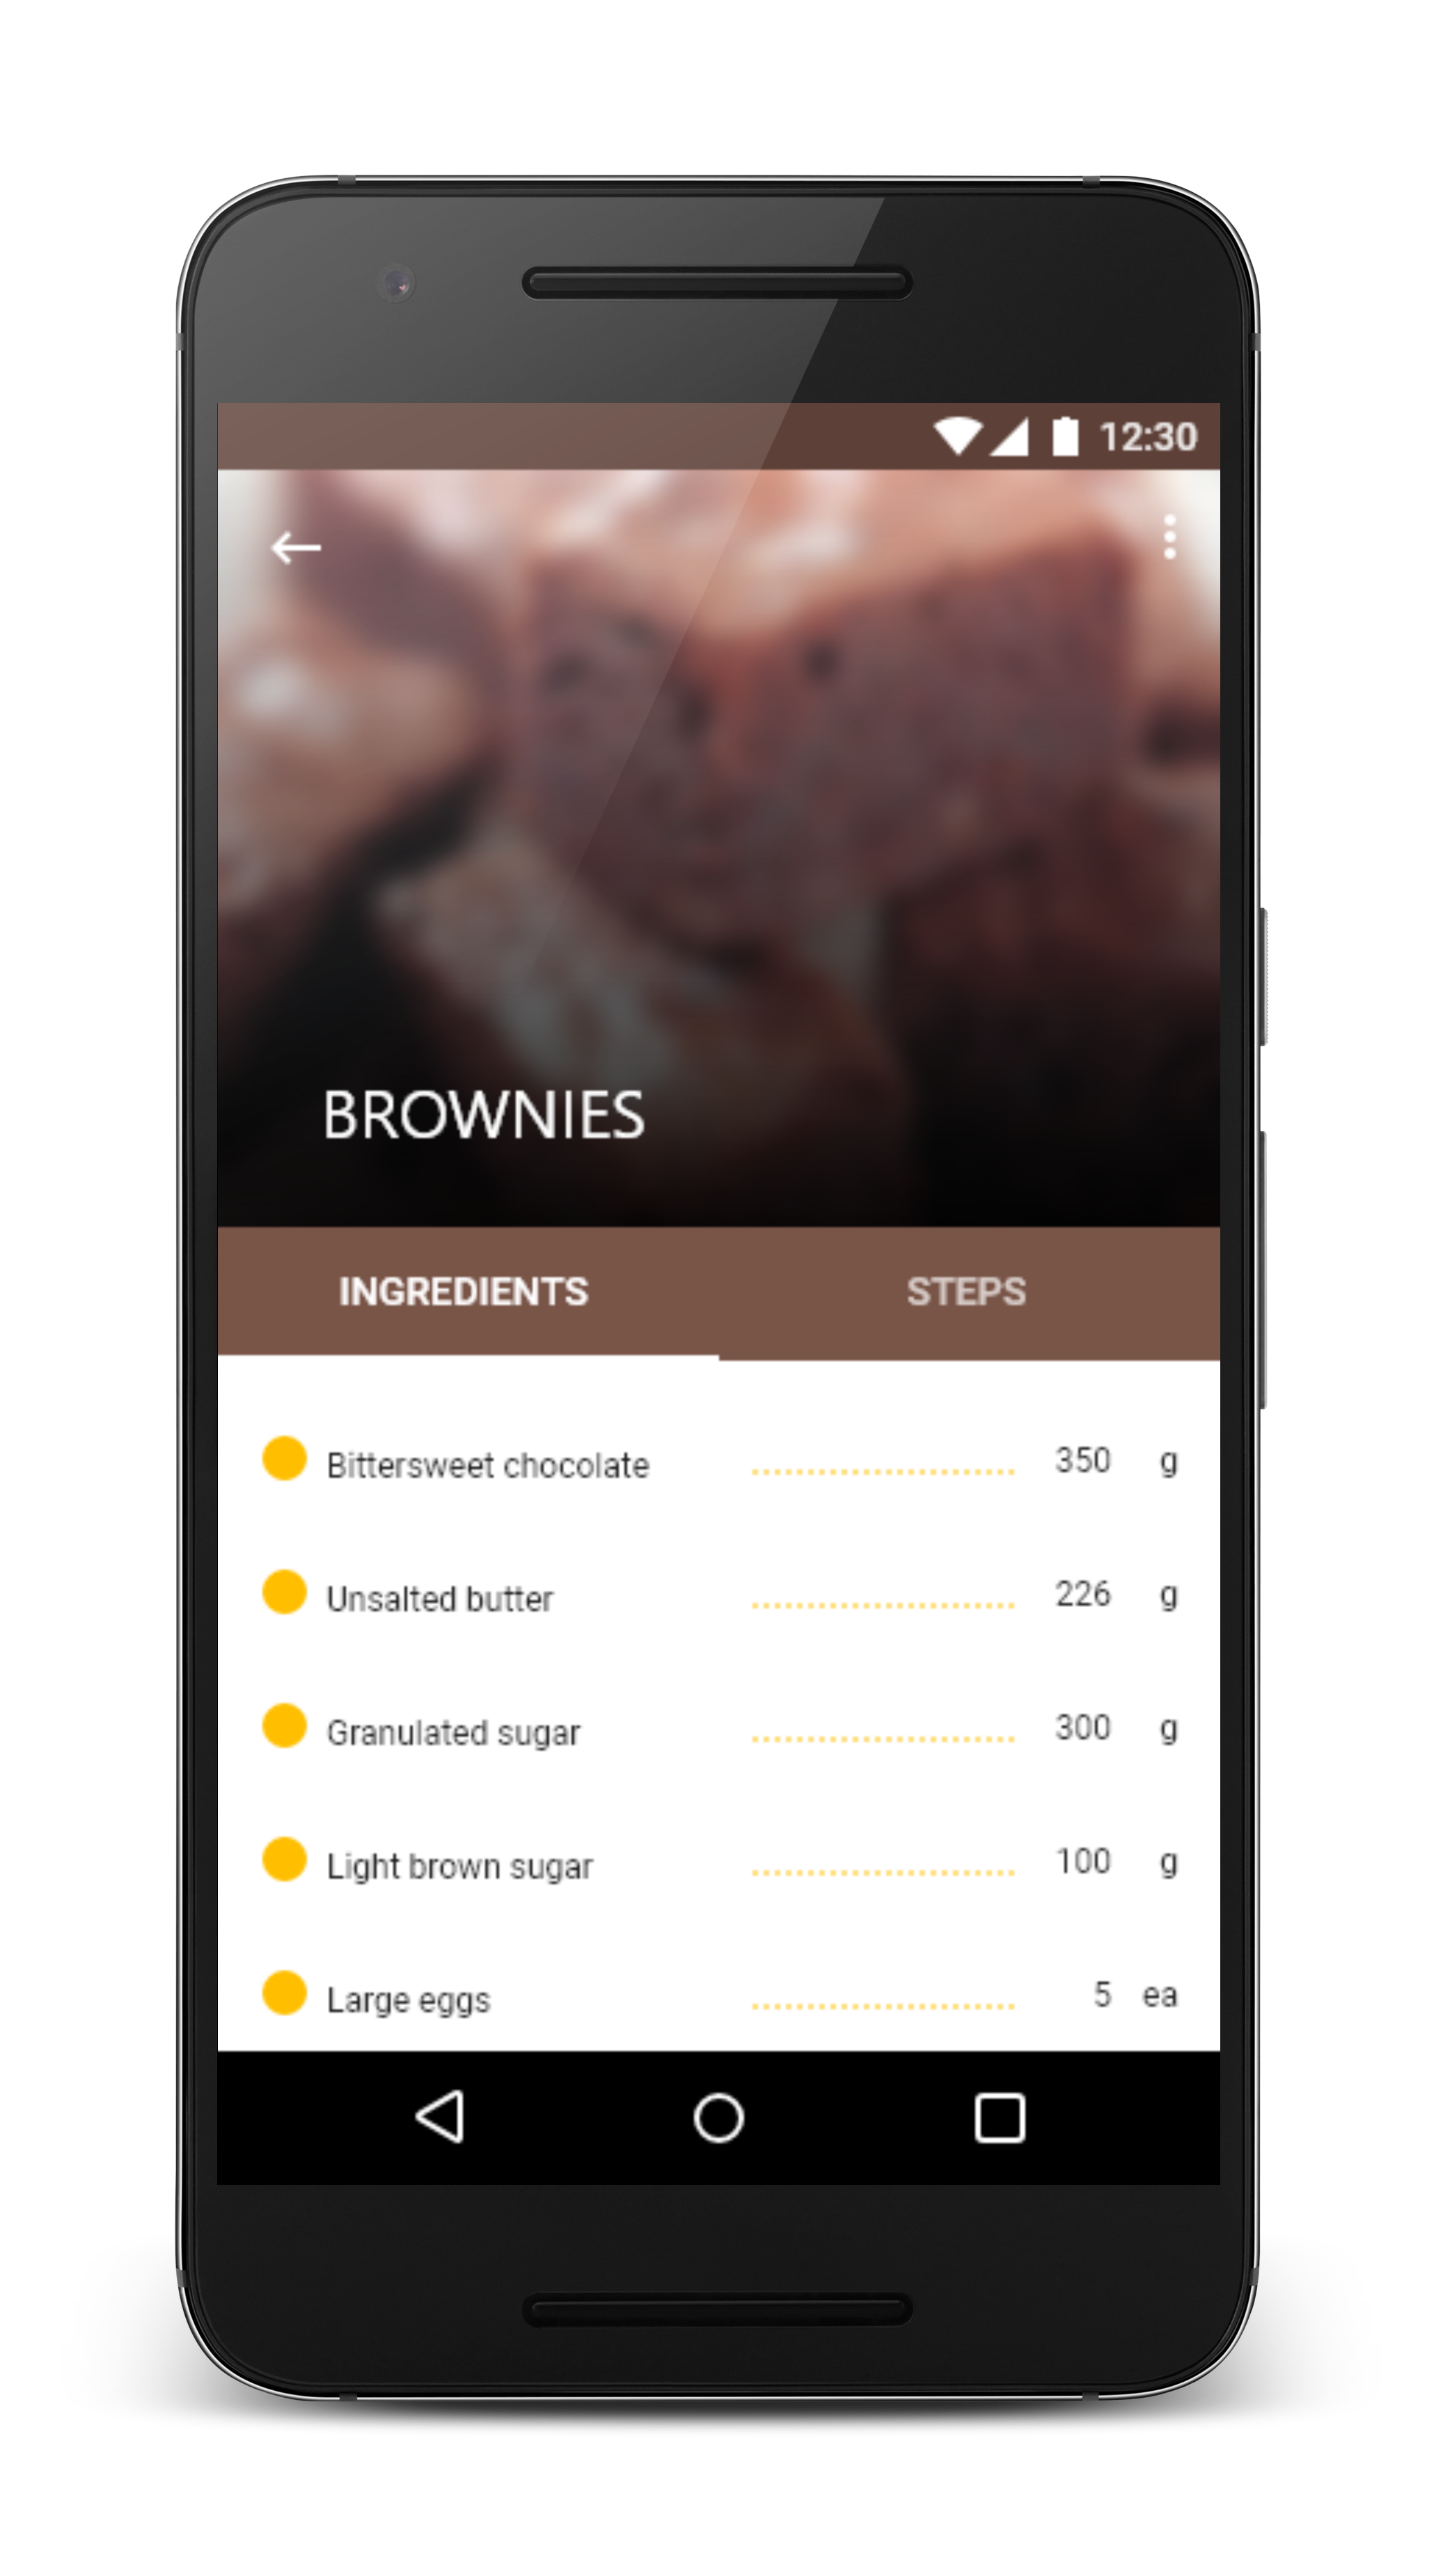 12:30
BROWNIES
INGREDIENTS STEPS
Bittersweet chocolate 350 g
Unsalted butter 226 g
Granulated sugar 300 g
Light brown sugar 100 g
Large eggs 5 ea